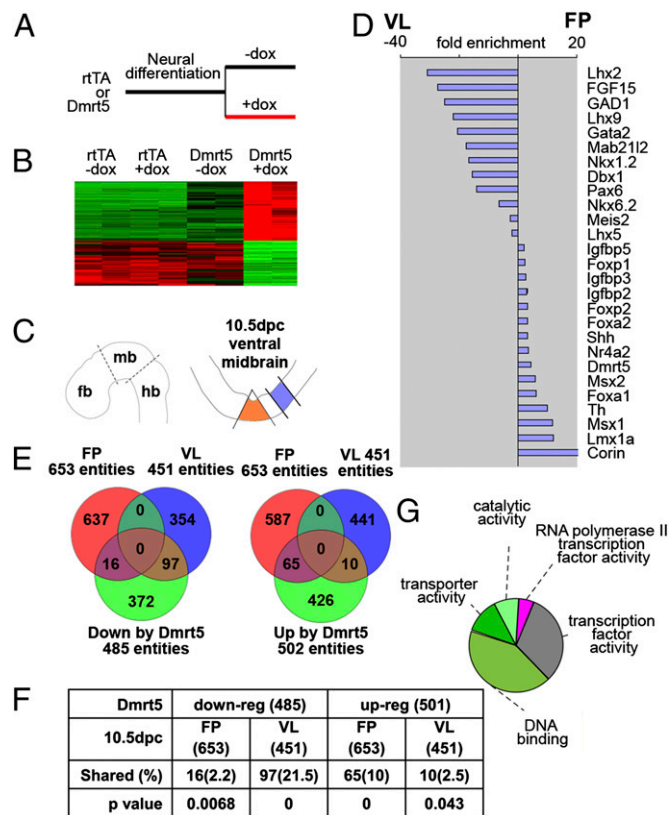 A
rtTA
or
Dmrt5
Neural
differentiation
-dox
+dox
B
rtTA
-dox
rtTA
+dox
Dmrt5
-dox
Dmrt5
+dox
C
mb
fb
hb
10.5dpc
ventral
midbrain
D
VL
FP
-40
fold enrichment
20
Lhx2
FGF15
GAD1
Lhx9
Gata2
Mab21l2
Nkx1.2
Dbx1
Pax6
Nkx6.2
Meis2
Lhx5
Igfbp5
Foxp1
Igfbp3
Igfbp2
Foxp2
Foxa2
Shh
Nr4a2
Dmrt5
Msx2
Foxa1
Th
Msx1
Lmx1a
Corin
E
FP
653 entities
VL
451 entities
637
0
354
0
16
97
372
Down by Dmrt5
485 entities
FP
653 entities
VL 451
entities
587
0
441
0
65
10
426
Up by Dmrt5
502 entities
G
catalytic
activity
RNA polymerase II
transcription
factor activity
transporter
activity
transcription
factor
activity
DNA
binding
F
Dmrt5 down-reg (485) up-reg (501)
10.5dpc FP (653) VL (451) FP (653) VL (451)
Shared (%) 16(2.2) 97(21.5) 65(10) 10(2.5)
p value 0.0068 0 0 0.043